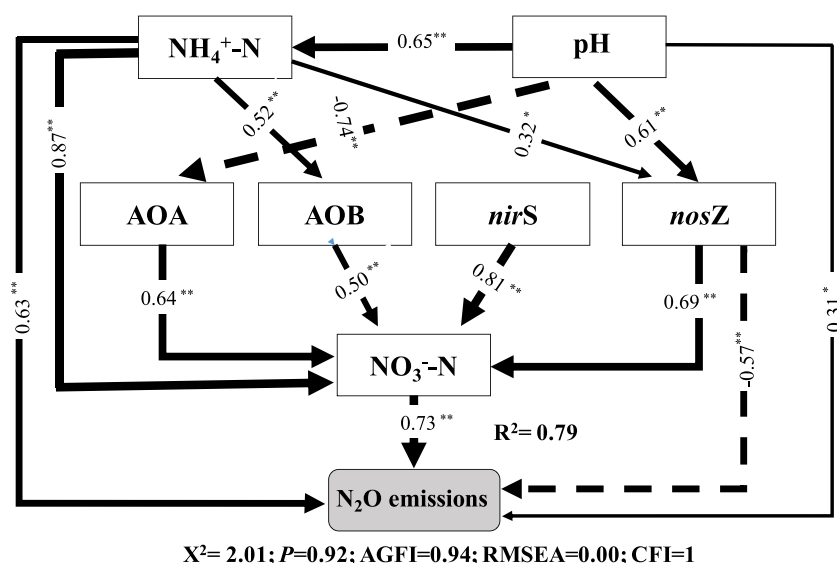 NH₄⁺-N
0.65**
pH
0.87**
0.52**
-0.74**
0.32*
0.61**
AOA
AOB
nirS
nosZ
0.63**
0.64**
0.50**
0.81**
0.69**
-0.57**
0.31*
NO₃⁻-N
0.73**
R²= 0.79
N₂O emissions
X²= 2.01; P=0.92; AGFI=0.94; RMSEA=0.00; CFI=1